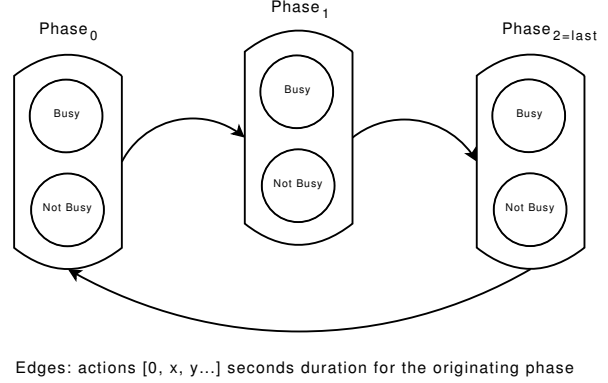 Phase0
Phase1
Phase2=last
Busy
Busy
Busy
Not Busy
Not Busy
Not Busy
Edges: actions [0, x, y...] seconds duration for the originating phase